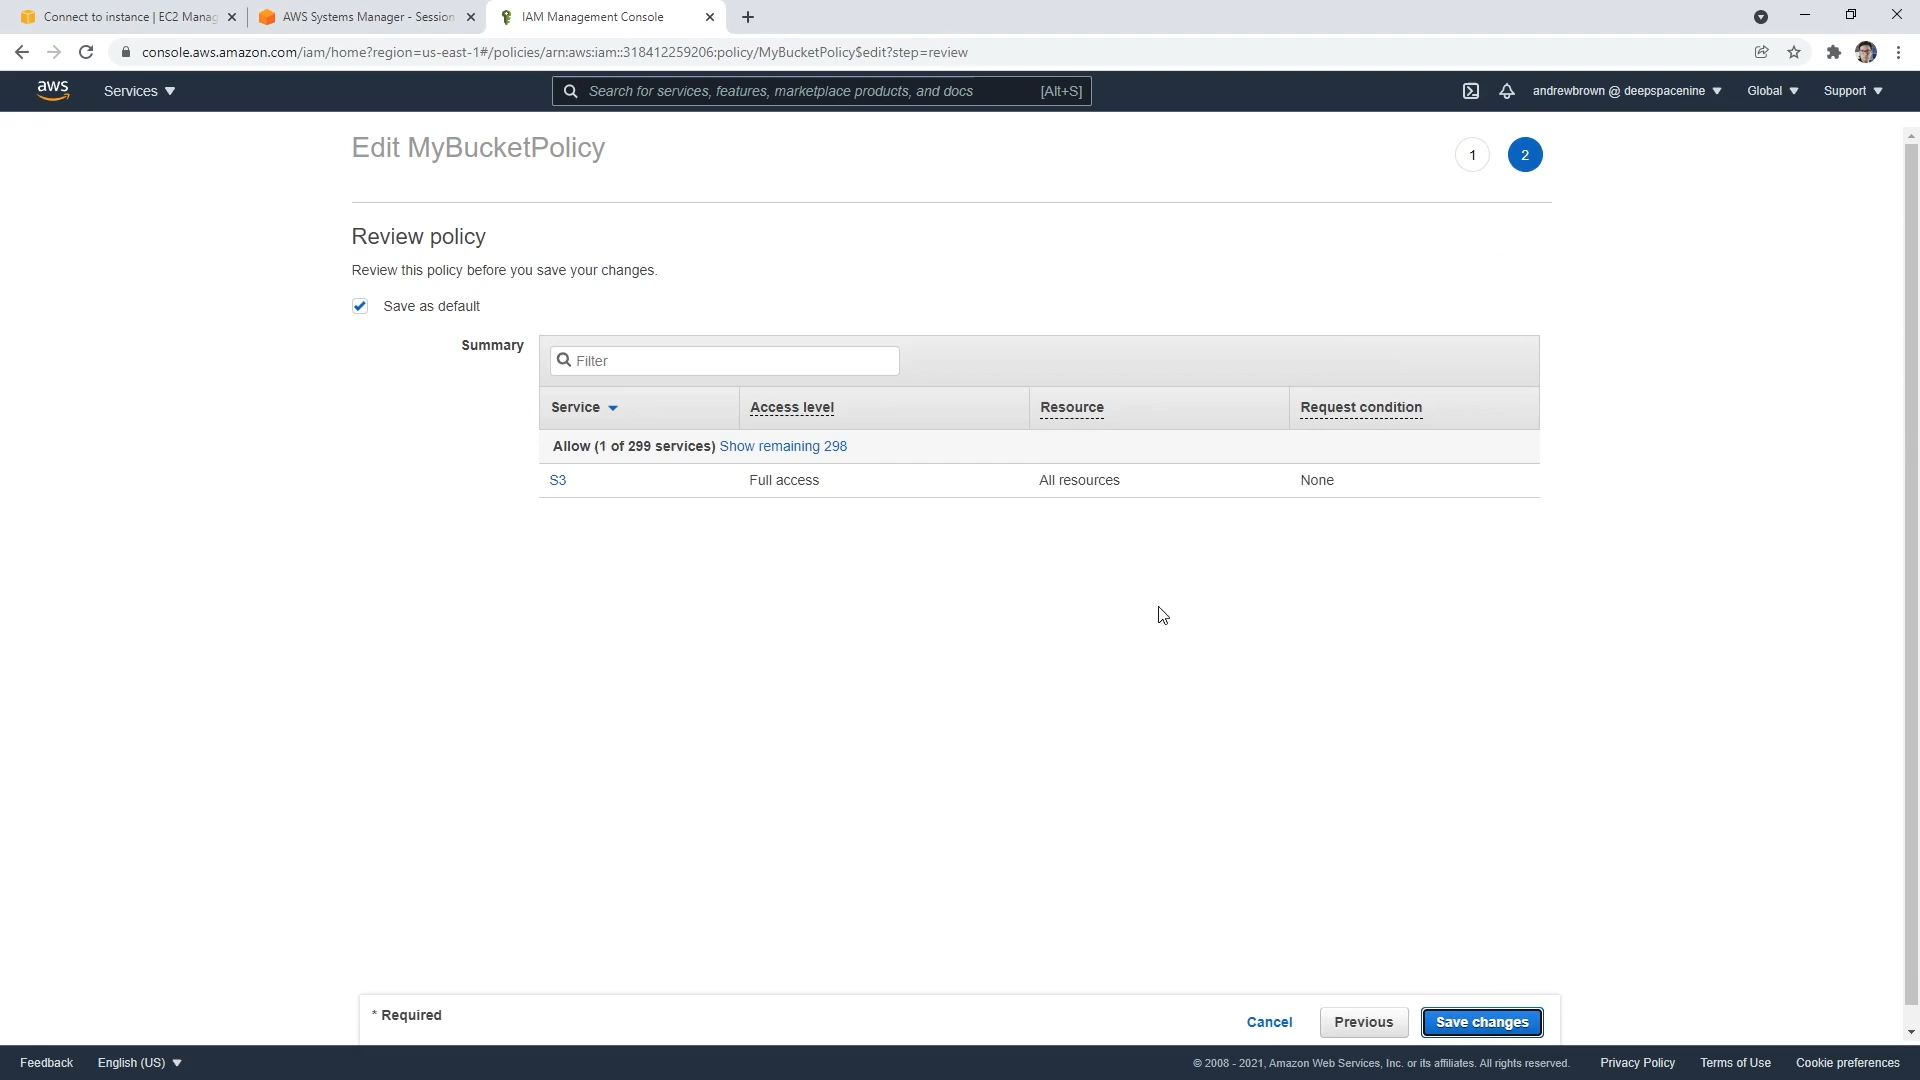 Connect to instance | EC2 Manag
AWS Systems Manager - Session
IAM Management Console
console.aws.amazon.com/iam/home?region=us-east-1#/policies/arn:aws:iam::318412259206:policy/MyBucketPolicy$edit?step=review
aws
Services
Search for services, features, marketplace products, and docs [Alt+S]
andrewbrown @ deepspacenine
Global
Support
Edit MyBucketPolicy
1
2
Review policy
Review this policy before you save your changes.
Save as default
Summary
Filter
Service
Access level
Resource
Request condition
Allow (1 of 299 services) Show remaining 298
S3
Full access
All resources
None
* Required
Cancel
Previous
Save changes
Feedback
English (US)
© 2008 - 2021, Amazon Web Services, Inc. or its affiliates. All rights reserved.
Privacy Policy
Terms of Use
Cookie preferences